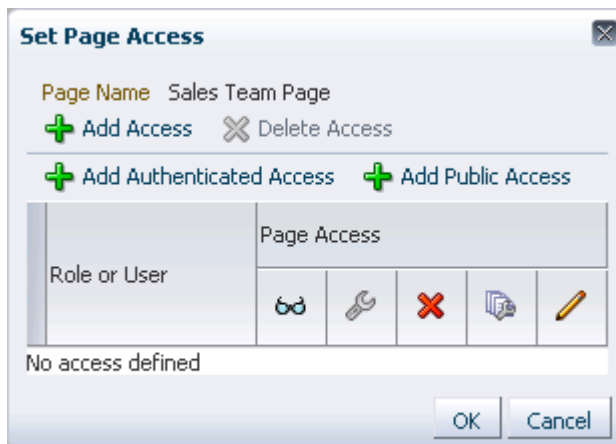 Set Page Access
Page Name Sales Team Page
Add Access Delete Access
Add Authenticated Access Add Public Access
Page Access
Role or User
No access defined
OK Cancel